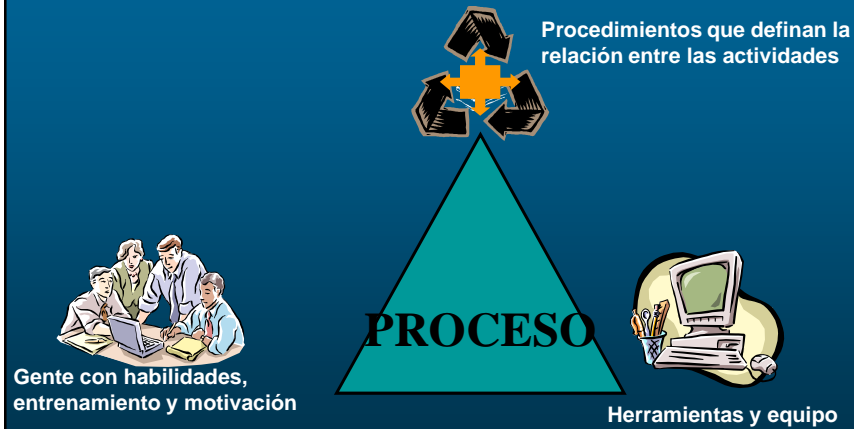 Procedimientos que definan la
relación entre las actividades
PROCESO
Gente con habilidades,
entrenamiento y motivación
Herramientas y equipo